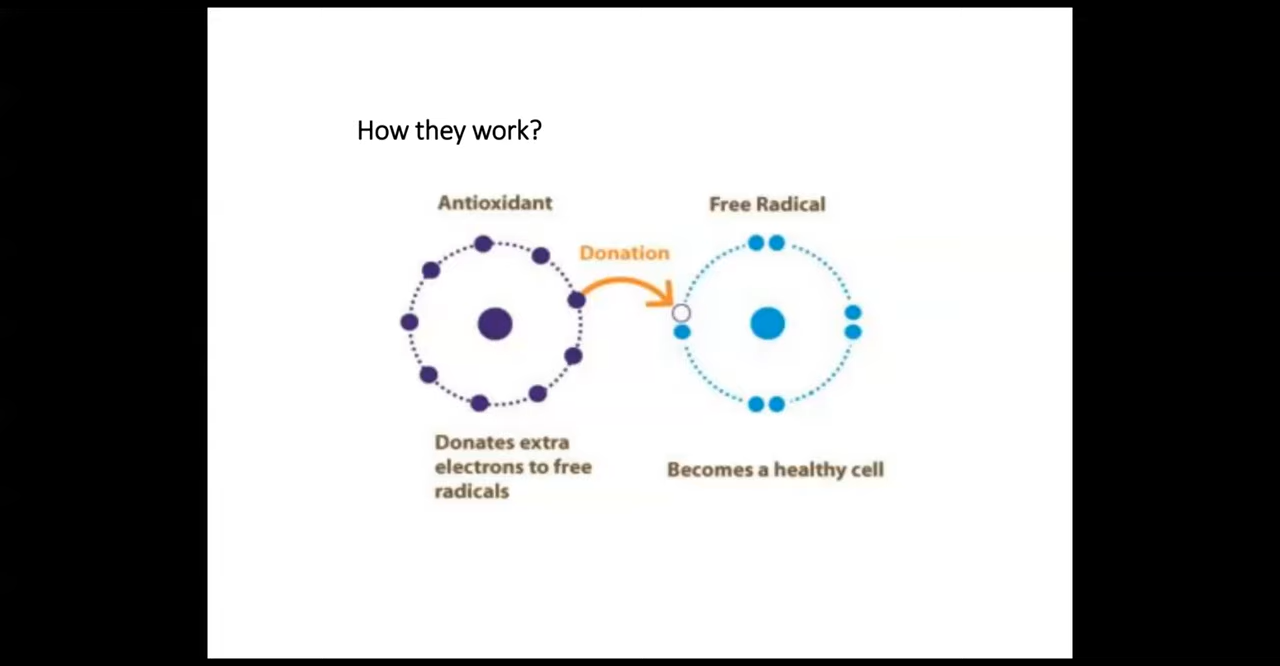 How they work?
Antioxidant
Free Radical
Donation
Donates extra
electrons to free
radicals
Becomes a healthy cell